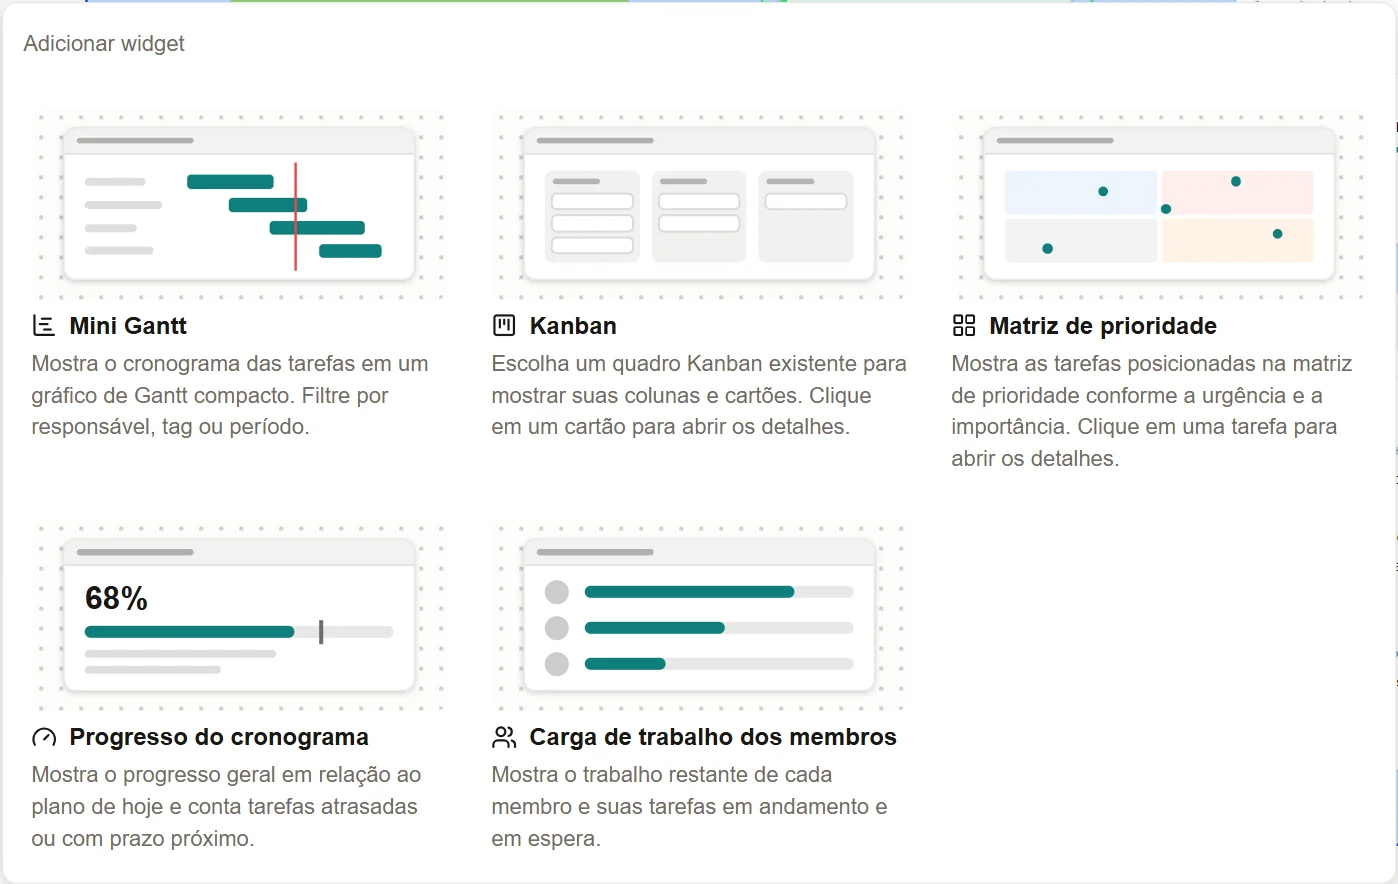 Adicionar widget
Mini Gantt
Mostra o cronograma das tarefas em um
gráfico de Gantt compacto. Filtre por
responsável, tag ou período.
Kanban
Escolha um quadro Kanban existente para
mostrar suas colunas e cartões. Clique
em um cartão para abrir os detalhes.
Matriz de prioridade
Mostra as tarefas posicionadas na matriz
de prioridade conforme a urgência e a
importância. Clique em uma tarefa para
abrir os detalhes.
68%
Progresso do cronograma
Mostra o progresso geral em relação ao
plano de hoje e conta tarefas atrasadas
ou com prazo próximo.
Carga de trabalho dos membros
Mostra o trabalho restante de cada
membro e suas tarefas em andamento e
em espera.